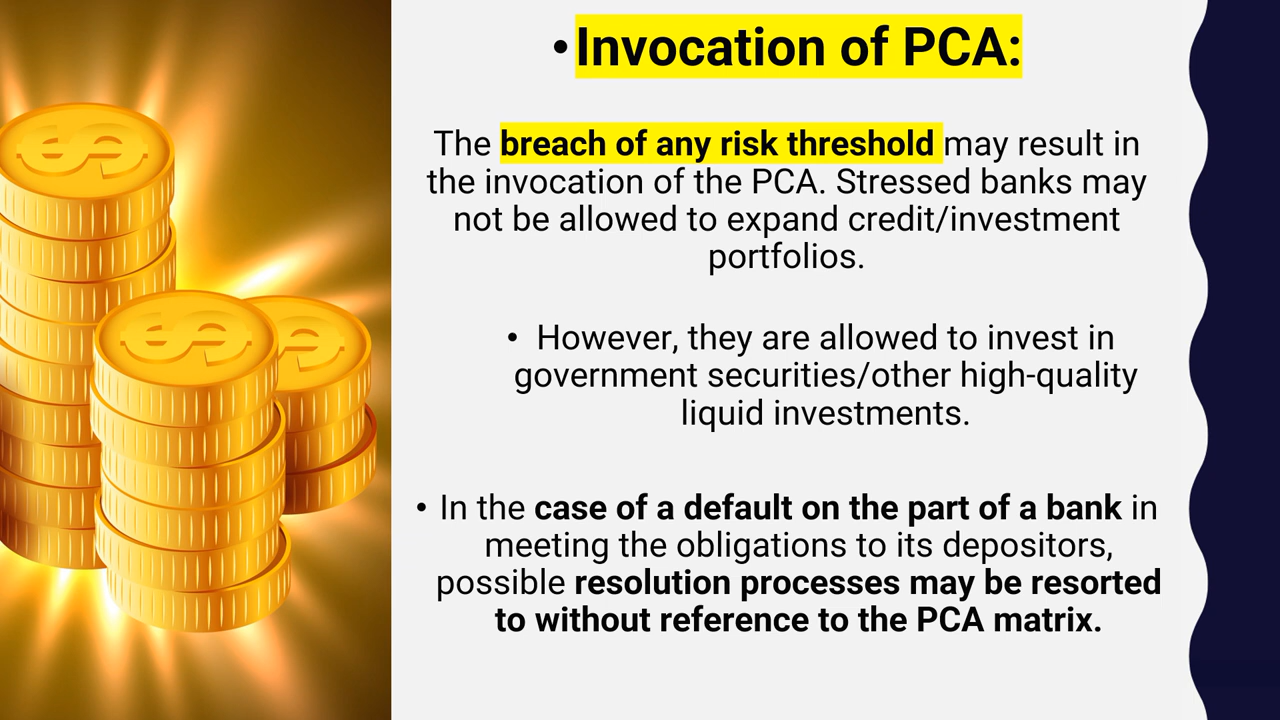 •Invocation of PCA:
The breach of any risk threshold may result in
the invocation of the PCA. Stressed banks may
not be allowed to expand credit/investment
portfolios.
• However, they are allowed to invest in
government securities/other high-quality
liquid investments.
• In the case of a default on the part of a bank in
meeting the obligations to its depositors,
possible resolution processes may be resorted
to without reference to the PCA matrix.